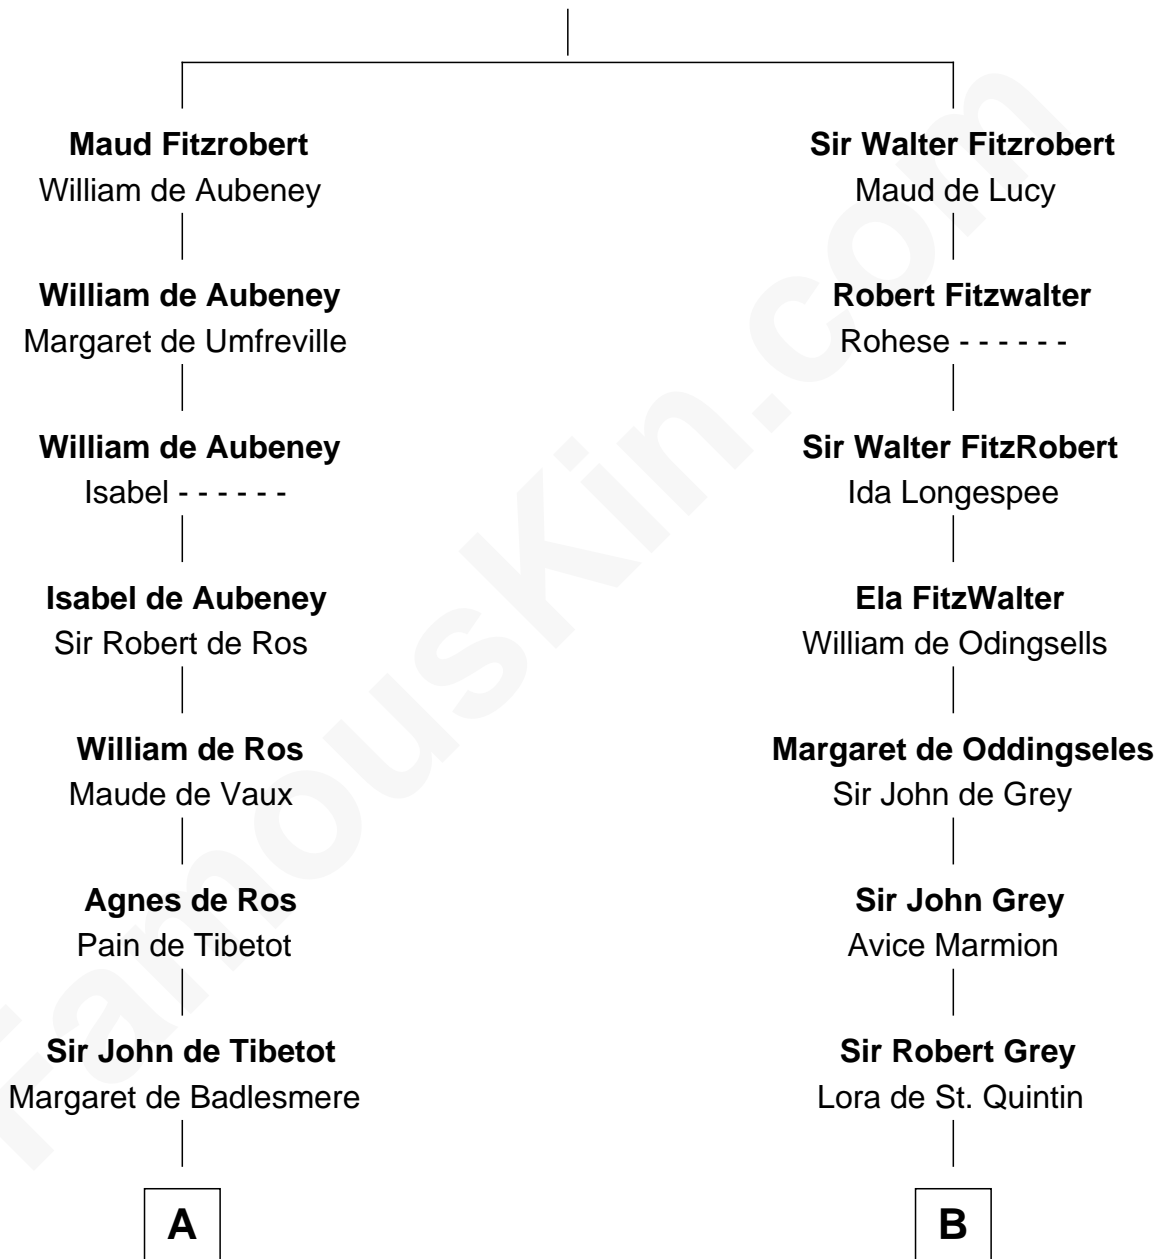 Maud Fitzrobert
William de Aubeney
William de Aubeney
Margaret de Umfreville
William de Aubeney
Isabel - - - - - -
Isabel de Aubeney
Sir Robert de Ros
William de Ros
Maude de Vaux
Agnes de Ros
Pain de Tibetot
Sir John de Tibetot
Margaret de Badlesmere
A
Sir Walter Fitzrobert
Maud de Lucy
Robert Fitzwalter
Rohese - - - - - -
Sir Walter FitzRobert
Ida Longespee
Ela FitzWalter
William de Odingsells
Margaret de Oddingseles
Sir John de Grey
Sir John Grey
Avice Marmion
Sir Robert Grey
Lora de St. Quintin
B
FamousKin.com